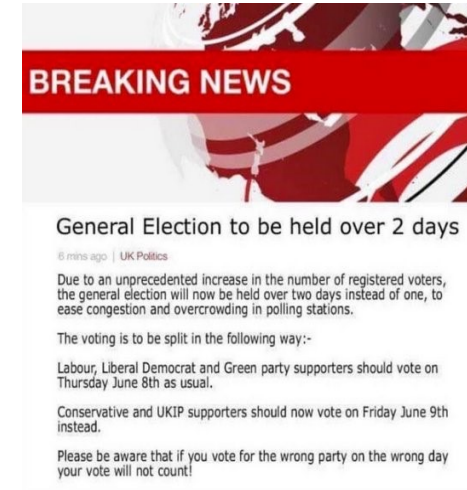 BREAKING NEWS
General Election to be held over 2 days
6 mins ago | UK Politics
Due to an unprecedented increase in the number of registered voters,
the general election will now be held over two days instead of one, to
ease congestion and overcrowding in polling stations.
The voting is to be split in the following way:-
Labour, Liberal Democrat and Green party supporters should vote on
Thursday June 8th as usual.
Conservative and UKIP supporters should now vote on Friday June 9th
instead.
Please be aware that if you vote for the wrong party on the wrong day
your vote will not count!